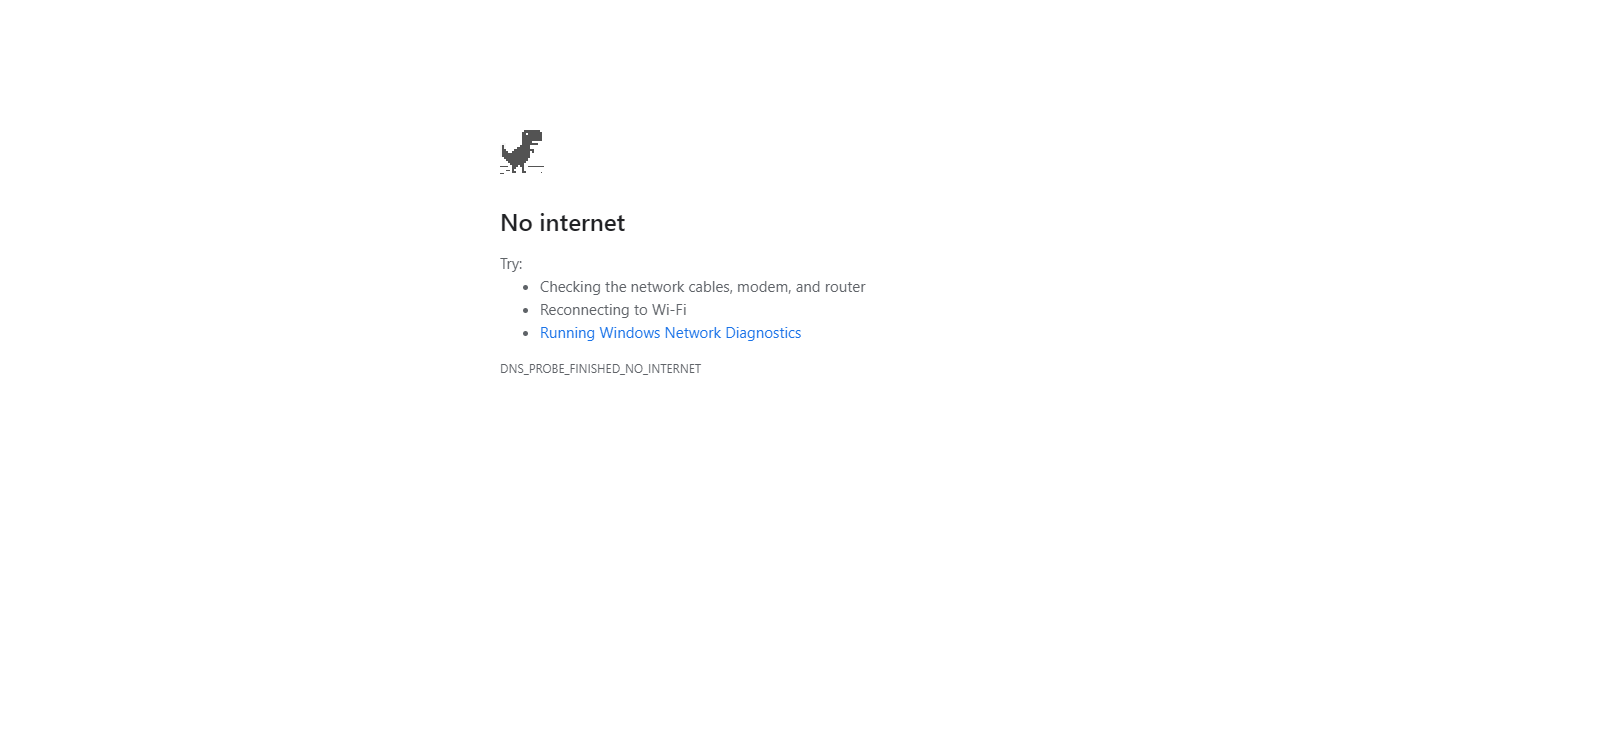 No internet
Try:
Checking the network cables, modem, and router
Reconnecting to Wi-Fi
Running Windows Network Diagnostics
DNS_PROBE_FINISHED_NO_INTERNET